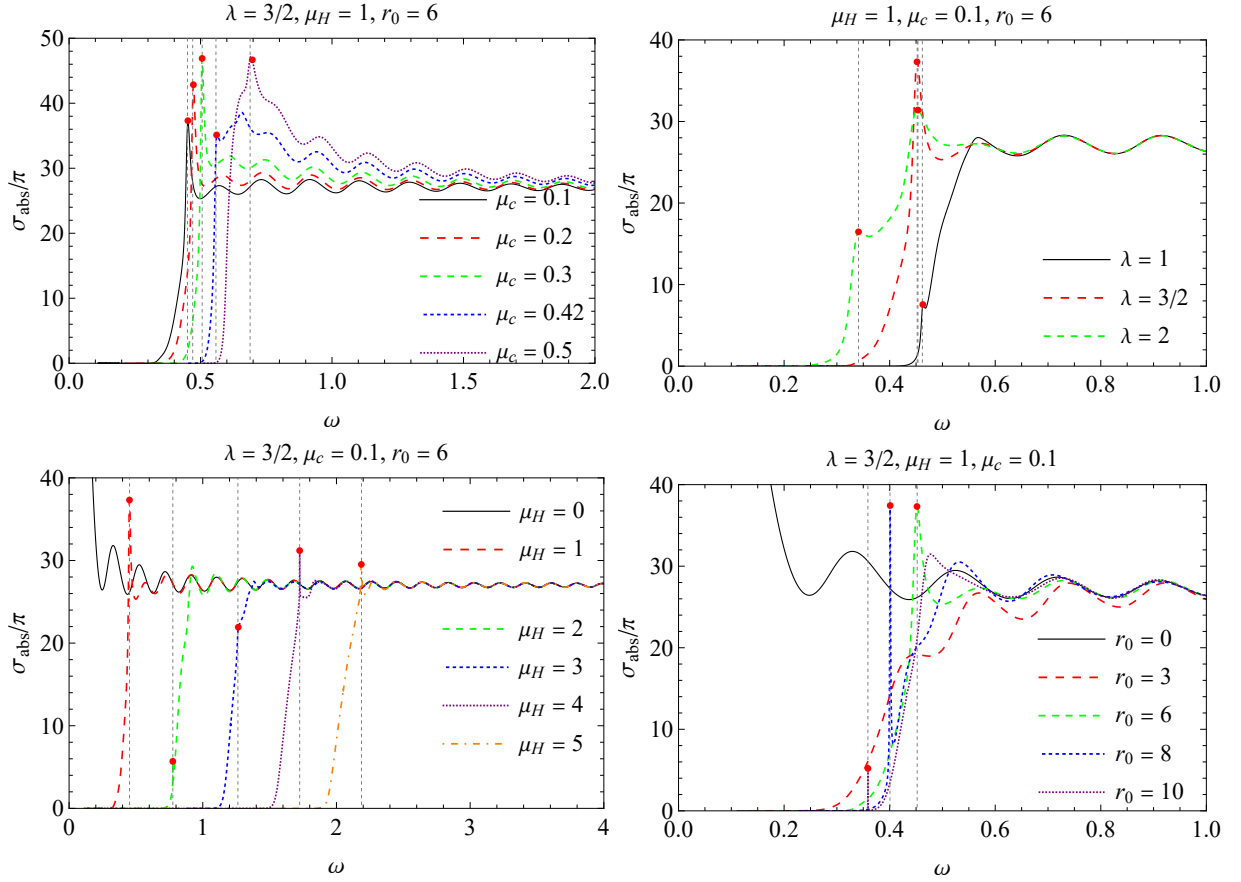 λ = 3/2, μ_H = 1, r_0 = 6
50
40
30
20
10
0
σ_abs/π
0.0 0.5 1.0 1.5 2.0
ω
μ_c = 0.1
μ_c = 0.2
μ_c = 0.3
μ_c = 0.42
μ_c = 0.5
μ_H = 1, μ_c = 0.1, r_0 = 6
40
30
20
10
0
σ_abs/π
0.0 0.2 0.4 0.6 0.8 1.0
ω
λ = 1
λ = 3/2
λ = 2
λ = 3/2, μ_c = 0.1, r_0 = 6
40
30
20
10
0
σ_abs/π
0 1 2 3 4
ω
μ_H = 0
μ_H = 1
μ_H = 2
μ_H = 3
μ_H = 4
μ_H = 5
λ = 3/2, μ_H = 1, μ_c = 0.1
40
30
20
10
0
σ_abs/π
0.0 0.2 0.4 0.6 0.8 1.0
ω
r_0 = 0
r_0 = 3
r_0 = 6
r_0 = 8
r_0 = 10